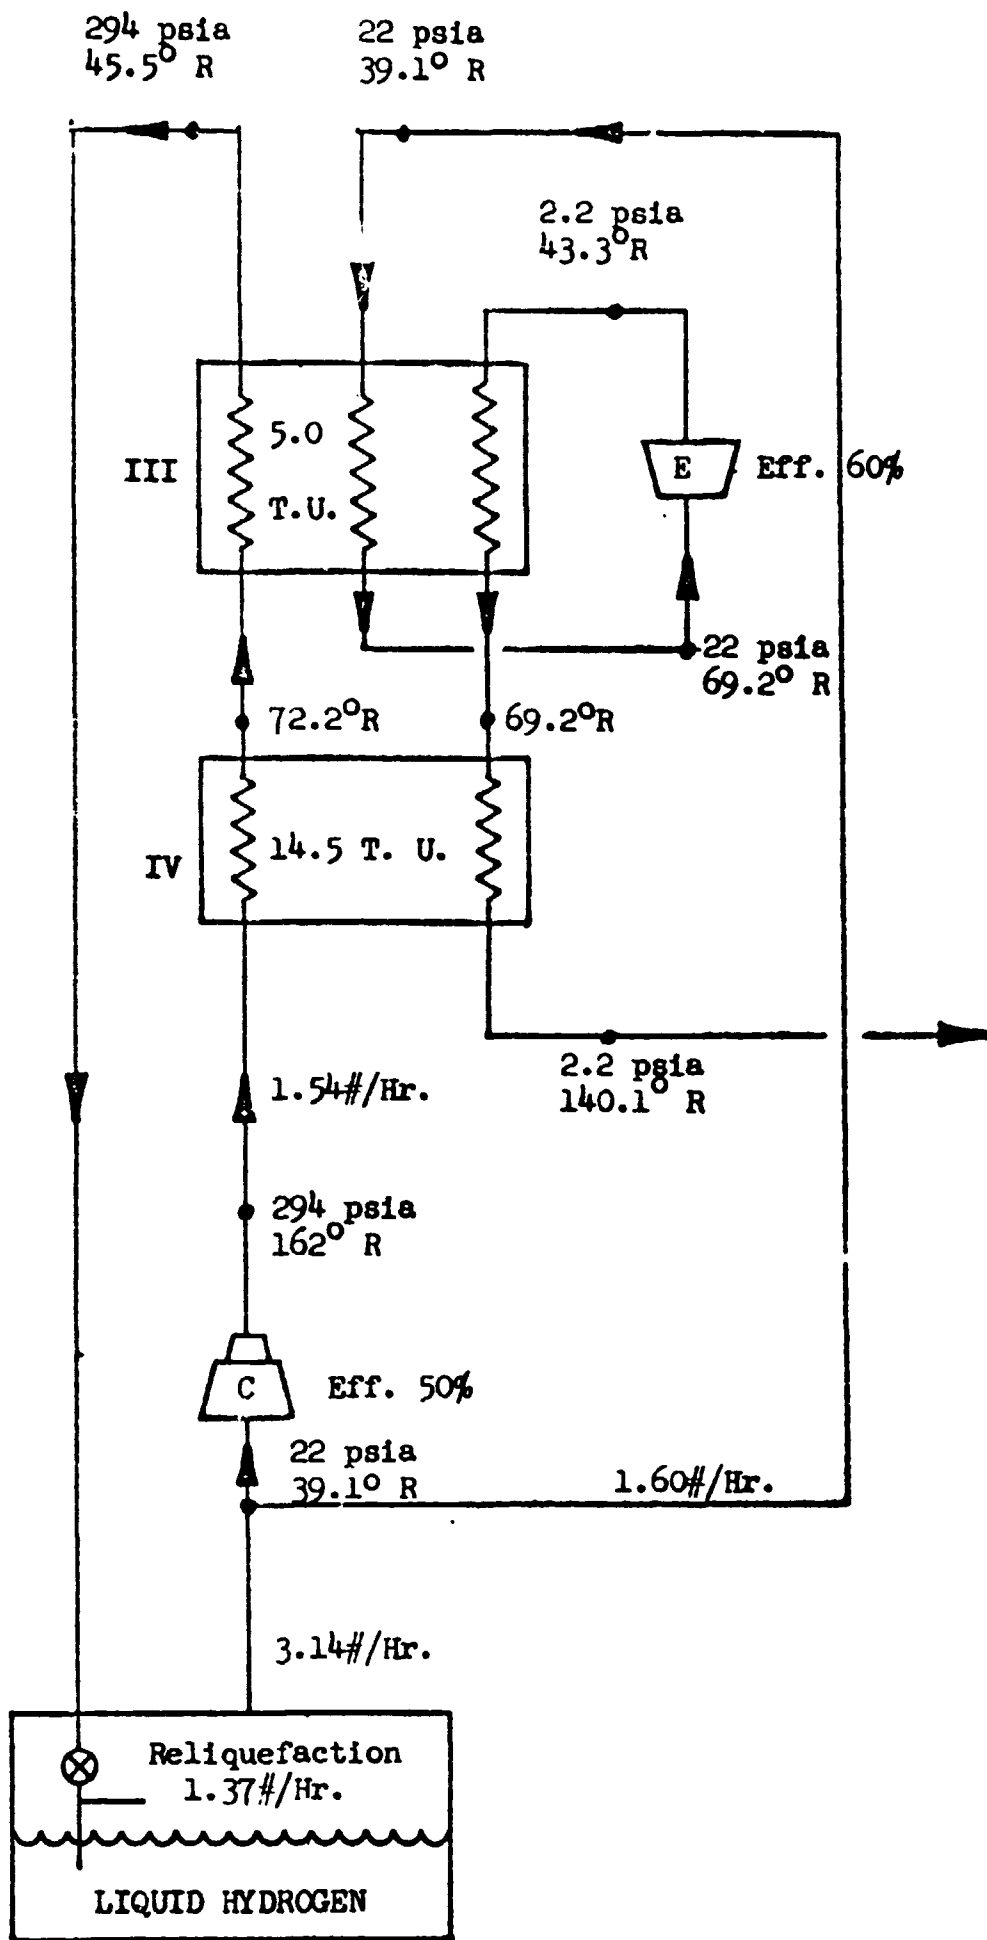 294 psia
45.5° R
22 psia
39.1° R
2.2 psia
43.3°R
5.0
T.U.
III
E
Eff. 60%
22 psia
69.2° R
72.2°R
69.2°R
14.5 T. U.
IV
2.2 psia
140.1° R
1.54#/Hr.
294 psia
162° R
C
Eff. 50%
22 psia
39.1° R
1.60#/Hr.
3.14#/Hr.
Reliquefaction
1.37#/Hr.
LIQUID HYDROGEN